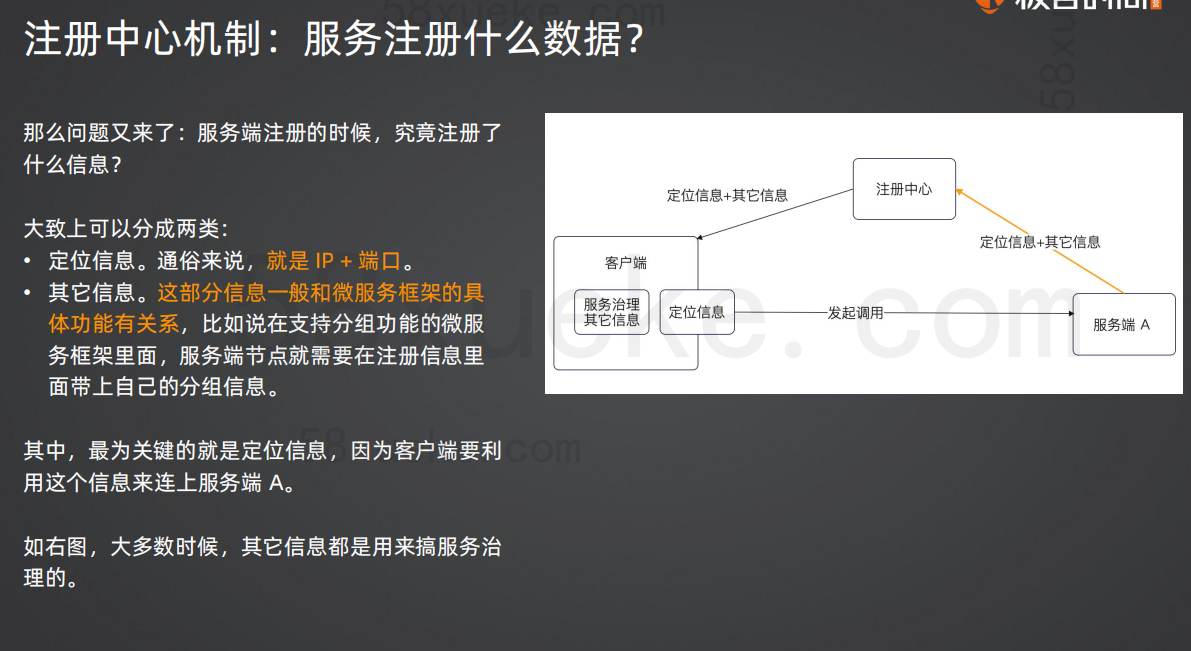 注册中心机制：服务注册什么数据？
那么问题又来了：服务端注册的时候，究竟注册了
什么信息？
大致上可以分成两类：
• 定位信息。通俗来说，就是 IP + 端口。
• 其它信息。这部分信息一般和微服务框架的具
体功能有关系，比如说在支持分组功能的微服
务框架里面，服务端节点就需要在注册信息里
面带上自己的分组信息。
其中，最为关键的就是定位信息，因为客户端要利
用这个信息来连上服务端 A。
如右图，大多数时候，其它信息都是用来搞服务治
理的。
注册中心
定位信息+其它信息
定位信息+其它信息
客户端
服务治理
其它信息
定位信息
发起调用
服务端 A
58xueke.com